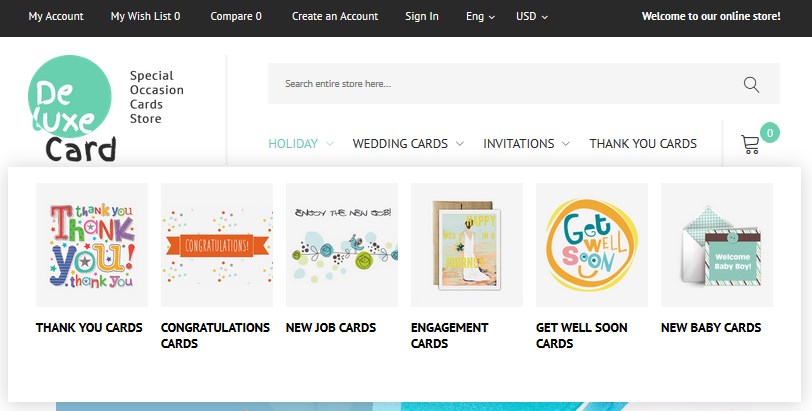 My Account
My Wish List 0
Compare 0
Create an Account
Sign In
Eng
USD
Welcome to our online store!
De
luxe
Card
Special
Occasion
Cards
Store
Search entire store here...
HOLIDAY
WEDDING CARDS
INVITATIONS
THANK YOU CARDS
0
thank you
THANK
YOU!
thank you
CONGRATULATIONS!
ENJOY THE NEW JOB!
HAPPY
Get
WELL
SOON
Welcome
Baby Boy!
THANK YOU CARDS
CONGRATULATIONS
CARDS
NEW JOB CARDS
ENGAGEMENT
CARDS
GET WELL SOON
CARDS
NEW BABY CARDS